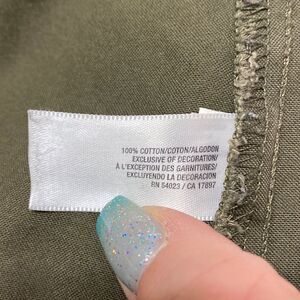 100% COTTON/COTON/ALGODON
EXCLUSIVE OF DECORATION/
À L'EXCEPTION DES GARNITURES/
EXCLUYENDO LA DECORACION
RN 54023 / CA 17897